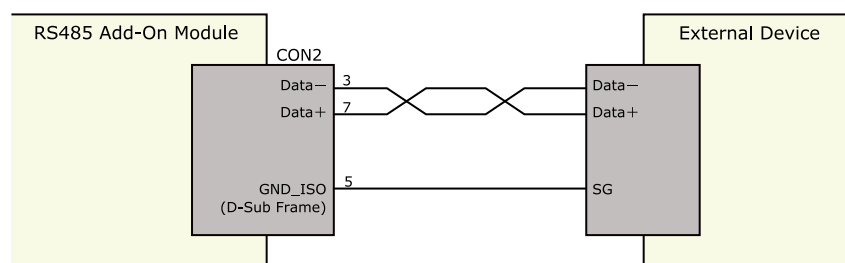 RS485 Add-On Module
External Device
CON2
Data− 3
Data−
Data+ 7
Data+
GND_ISO 5
SG
(D-Sub Frame)